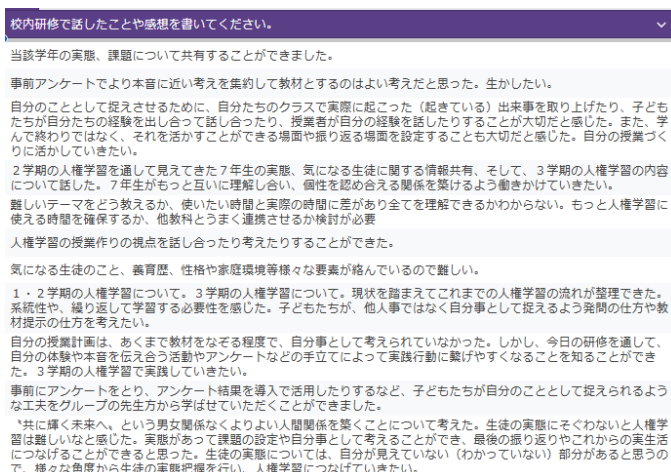 校内研修で話したことや感想を書いてください。
当該学年の実態、課題について共有することができました。
事前アンケートでより本音に近い考えを集約して教材とするのはよい考えだと思った。生かしたい。
自分のこととして捉えさせるために、自分たちのクラスで実際に起こった（起きている）出来事を取り上げたり、子ども
たちが自分たちの経験を出し合って話し合ったり、授業者が自分の経験を話したりすることが大切だと感じた。また、学
んで終わりではなく、それを活かすことができる場面や振り返る場面を設定することも大切だと感じた。自分の授業づく
りに活かしていきたい。
２学期の人権学習を通して見えてきた７年生の実態、気になる生徒に関する情報共有、そして、３学期の人権学習の内容
について話した。７年生がもっと互いに理解し合い、個性を認め合える関係を築けるよう働きかけていきたい。
難しいテーマをどう教えるか、使いたい時間と実際の時間に差があり全てを理解できるかわからない。もっと人権学習に
使える時間を確保するか、他教科とうまく連携させるか検討が必要
人権学習の授業作りの視点を話し合ったり考えたりすることができた。
気になる生徒のこと、養育歴、性格や家庭環境等様々な要素が絡んでいるので難しい。
１・２学期の人権学習について。３学期の人権学習について。現状を踏まえてこれまでの人権学習の流れが整理できた。
系統性や、繰り返して学習する必要性を感じた。子どもたちが、他人事ではなく自分事として捉えるよう発問の仕方や教
材提示の仕方を考えたい。
自分の授業計画は、あくまで教材をなぞる程度で、自分事として考えられていなかった。しかし、今日の研修を通して、
自分の体験や本音を伝え合う活動やアンケートなどの手立てによって実践行動に繋げやすくなることを知ることができ
た。３学期の人権学習で実践していきたい。
事前にアンケートをとり、アンケート結果を導入で活用したりするなど、子どもたちが自分のこととして捉えられるよう
な工夫をグループの先生方から学ばせていただくことができました。
〝共に輝く未来へ〟という男女関係なくよりよい人間関係を築くことについて考えた。生徒の実態にそぐわないと人権学
習は難しいなと感じた。実態があって課題の設定や自分事として考えることができ、最後の振り返りやこれからの実生活
につなげることができると思った。生徒の実態については、自分が見えていない（わかっていない）部分があると思うの
で、様々な角度から生徒の実態把握を行い、人権学習につなげていきたい。